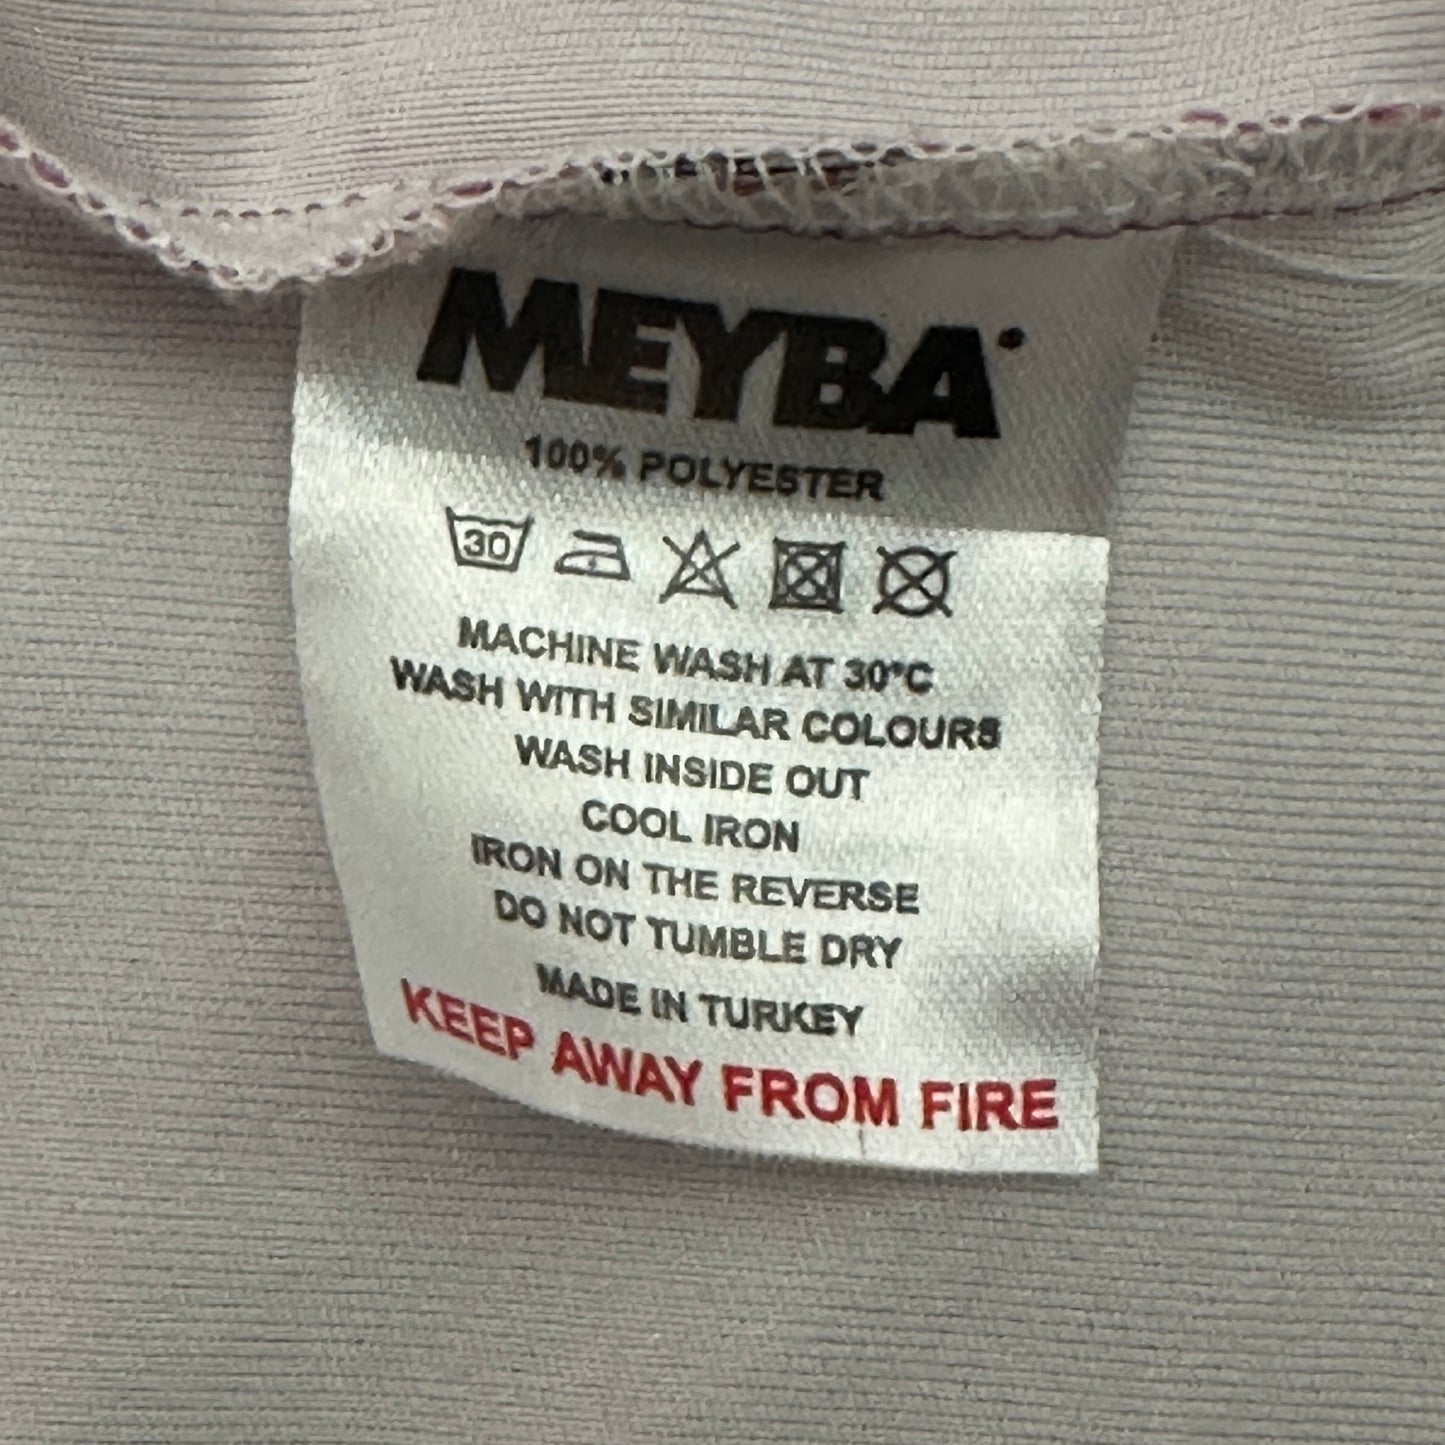 MEYBA
100% POLYESTER
30
MACHINE WASH AT 30°C
WASH WITH SIMILAR COLOURS
WASH INSIDE OUT
COOL IRON
IRON ON THE REVERSE
DO NOT TUMBLE DRY
MADE IN TURKEY
KEEP AWAY FROM FIRE